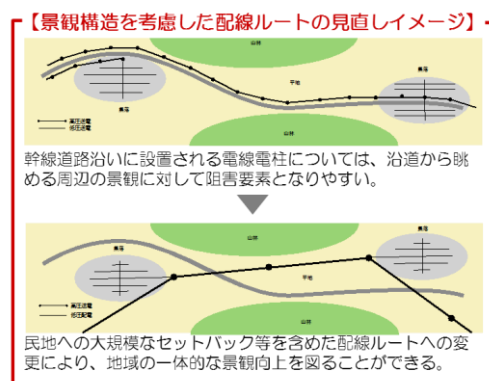 【景観構造を考慮した配線ルートの見直しイメージ】
山林
平地
集落
集落
高圧送電
低圧配電
山林
幹線道路沿いに設置される電線電柱については、沿道から眺
める周辺の景観に対して阻害要素となりやすい。
集落
山林
集落
平地
高圧送電
低圧配電
山林
民地への大規模なセットバック等を含めた配線ルートへの変
更により、地域の一体的な景観向上を図ることができる。